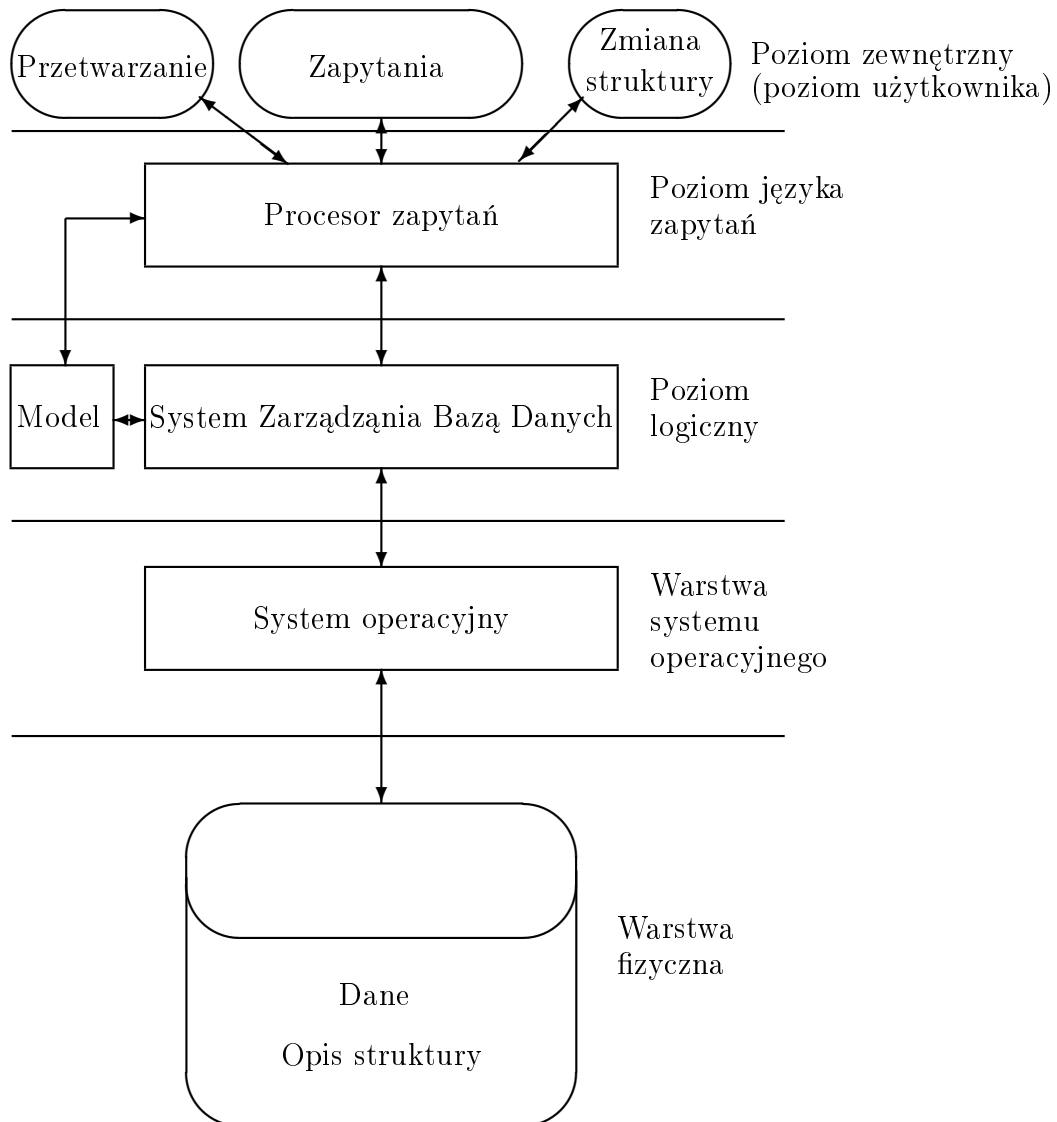 Przetwarzanie
Zapytania
Zmiana
struktury
Poziom zewnętrzny
(poziom użytkownika)
Procesor zapytań
Poziom języka
zapytań
Model
System Zarządząnia Bazą Danych
Poziom
logiczny
System operacyjny
Warstwa
systemu
operacyjnego
Warstwa
fizyczna
Dane
Opis struktury